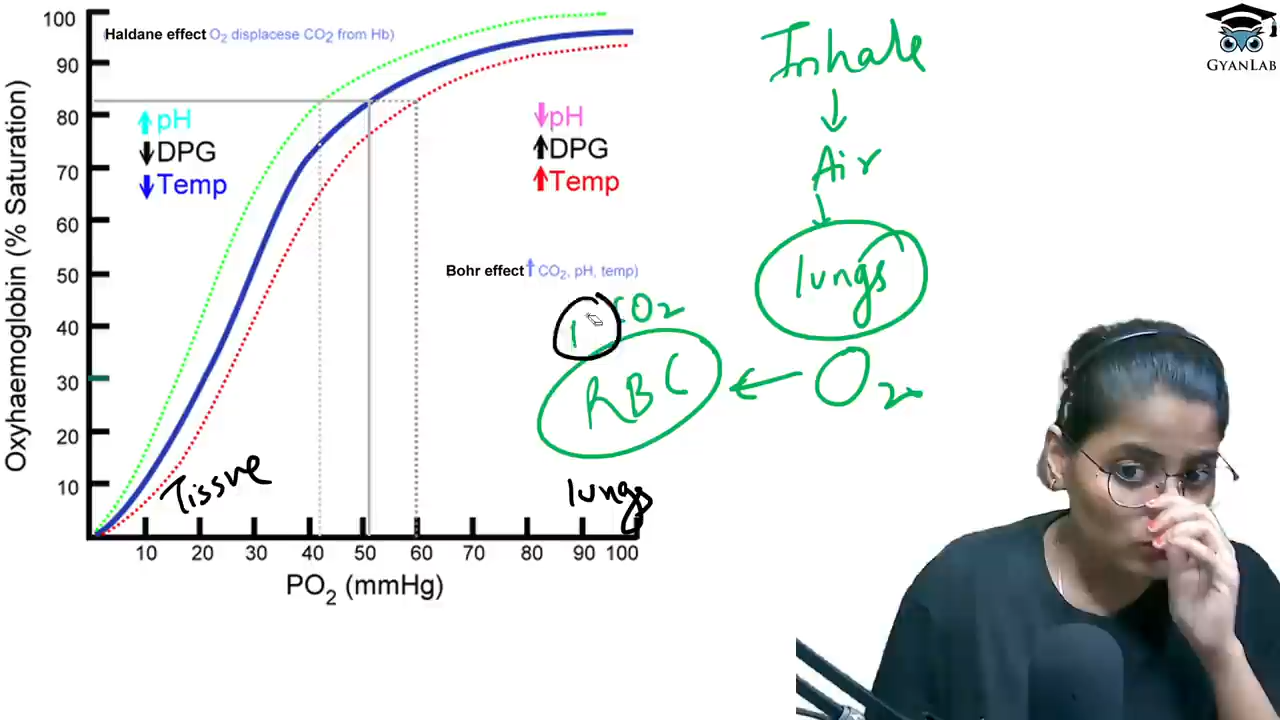 100
90
80
70
60
50
40
30
20
10
Oxyhaemoglobin (% Saturation)
Haldane effect O2 displacese CO2 from Hb)
↑pH
↓DPG
↓Temp
↓pH
↑DPG
↑Temp
Bohr effect ↑ CO2, pH, temp)
Tissue
lungs
10 20 30 40 50 60 70 80 90 100
PO2 (mmHg)
Inhale
↓
Air
↓
lungs
O2
←
RBC
GYANLAB